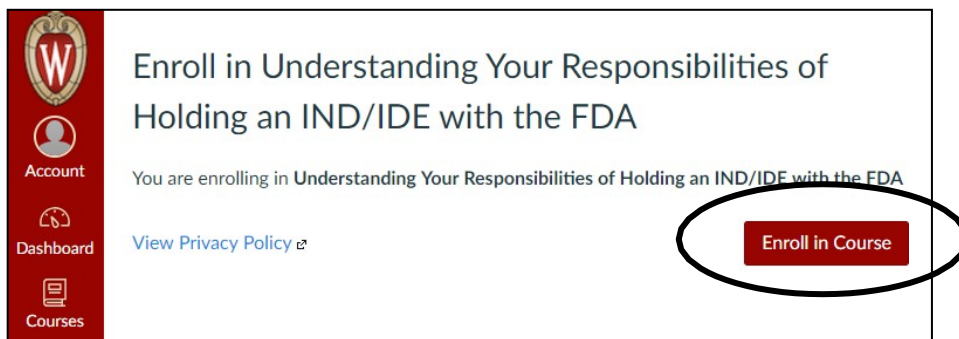 W
Account
Dashboard
Courses
Enroll in Understanding Your Responsibilities of
Holding an IND/IDE with the FDA
You are enrolling in Understanding Your Responsibilities of Holding an IND/IDE with the FDA
View Privacy Policy
Enroll in Course